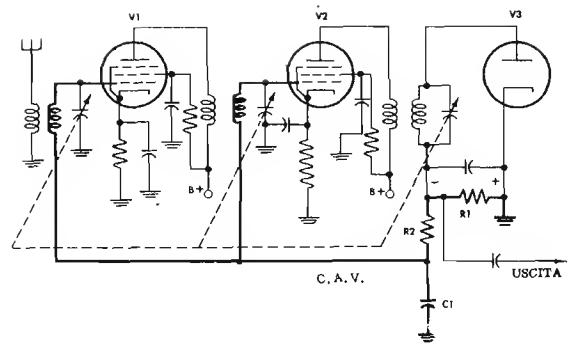 V1
V2
V3
B+
B+
- +
R1
R2
C.A.V.
USCITA
C1